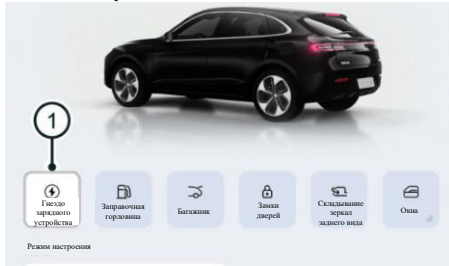 1
Гнездо
зарядного
устройства
Заправочная
горловина
Багажник
Замки
дверей
Складывание
зеркал
заднего вида
Окна
Режим настроения